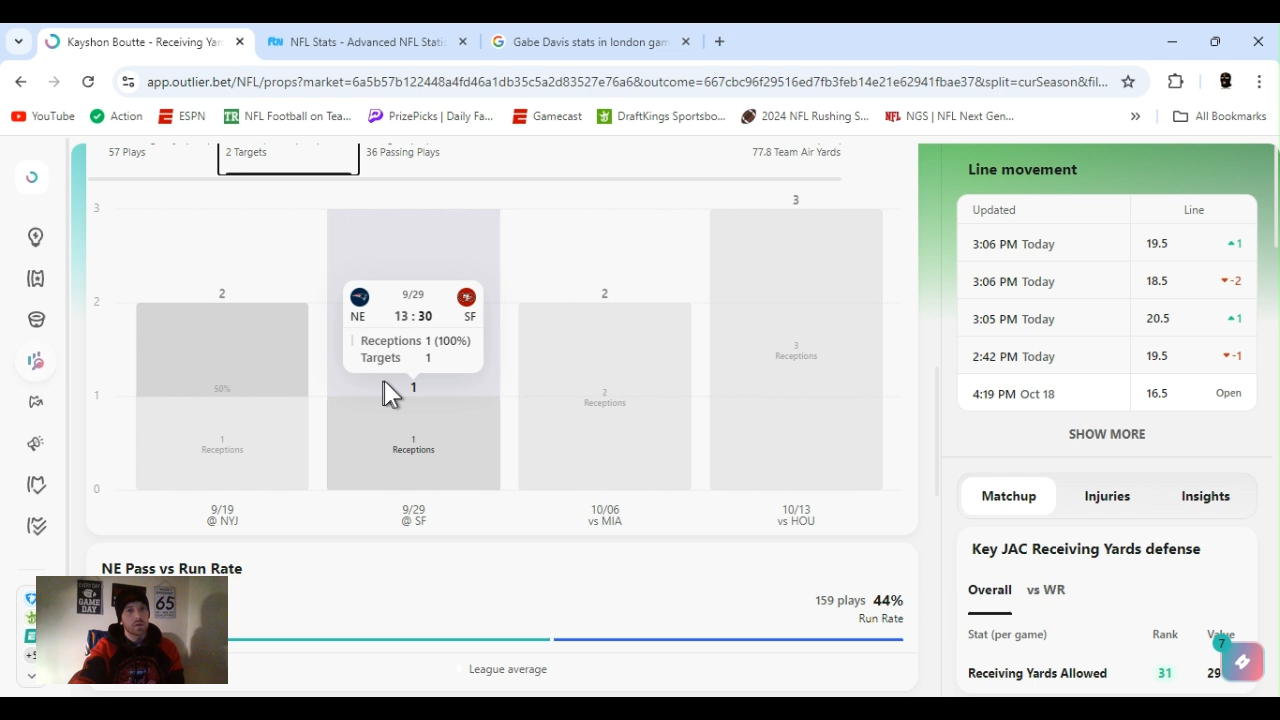 Kayshon Boutte - Receiving Yar
NFL Stats - Advanced NFL Stati
Gabe Davis stats in london gam
app.outlier.bet/NFL/props?market=6a5b57b122448a4fd46a1db35c5a2d83527e76a6&outcome=667cbc96f29516ed7fb3feb14e21e62941fbae37&split=curSeason&fil...
YouTube
Action
ESPN
NFL Football on Tea...
PrizePicks | Daily Fa...
Gamecast
DraftKings Sportsbo...
2024 NFL Rushing S...
NGS | NFL Next Gen...
All Bookmarks
57 Plays
2 Targets
36 Passing Plays
77.8 Team Air Yards
3
2
1
0
2
50%
1
Receptions
9/29
NE 13 : 30 SF
Receptions 1 (100%)
Targets 1
1
1
Receptions
2
2
Receptions
3
3
Receptions
9/19
@ NYJ
9/29
@ SF
10/06
vs MIA
10/13
vs HOU
NE Pass vs Run Rate
159 plays 44%
Run Rate
League average
EVERY DAY
GAME
DAY
65
Line movement
Updated Line
3:06 PM Today 19.5 1
3:06 PM Today 18.5 -2
3:05 PM Today 20.5 1
2:42 PM Today 19.5 -1
4:19 PM Oct 18 16.5 Open
SHOW MORE
Matchup Injuries Insights
Key JAC Receiving Yards defense
Overall vs WR
Stat (per game) Rank Value
7
Receiving Yards Allowed 31 29